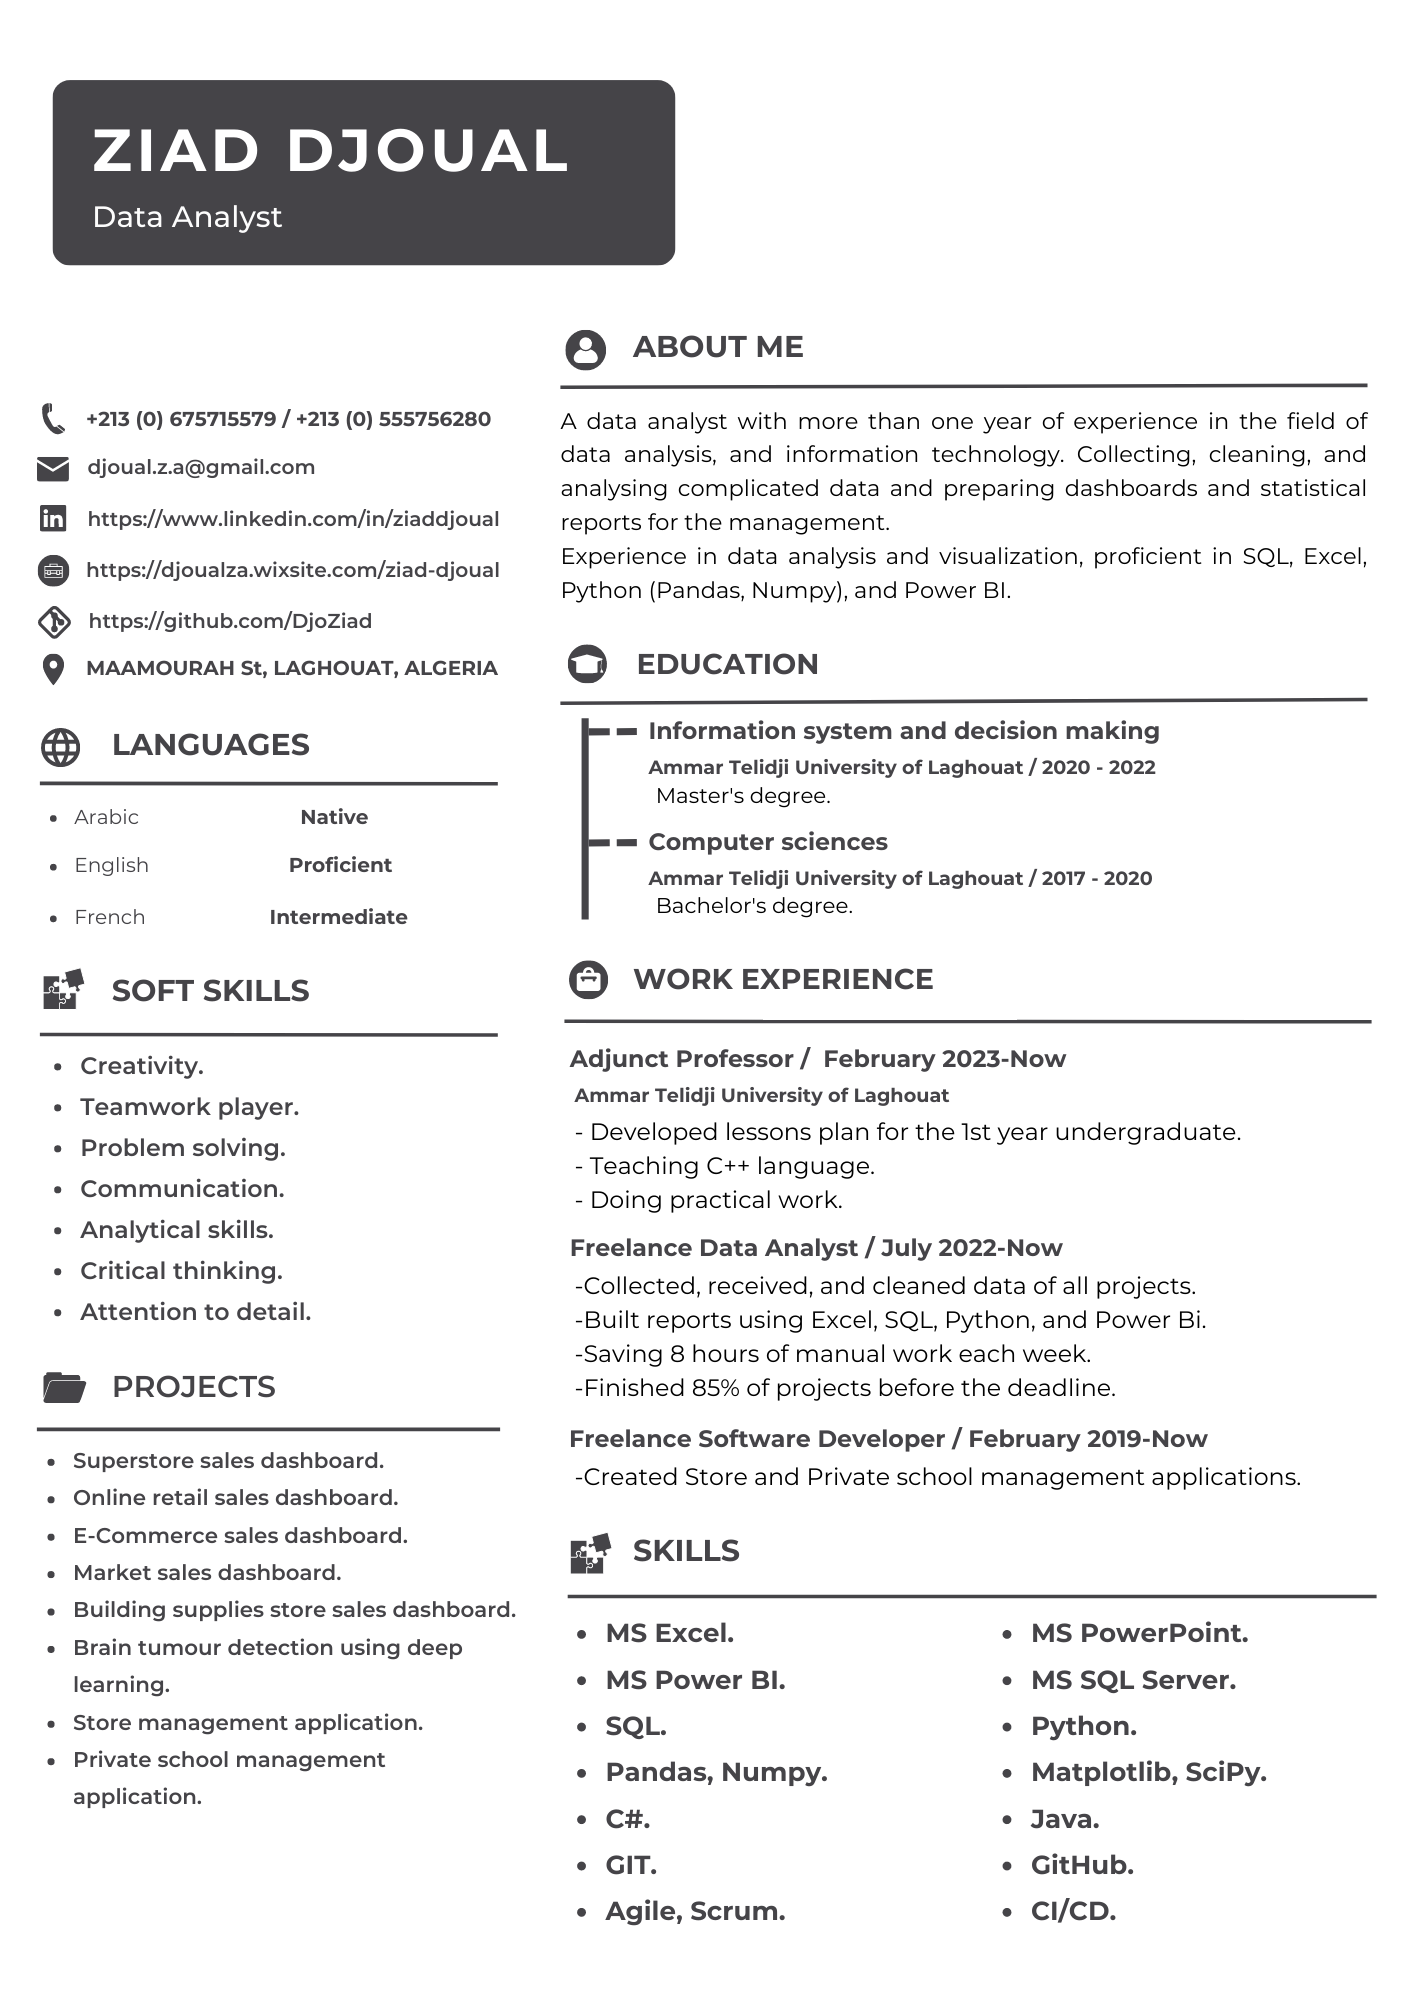 ZIAD DJOUAL
Data Analyst
+213 (0) 675715579 / +213 (0) 555756280
djoual.z.a@gmail.com
https://www.linkedin.com/in/ziaddjoual
https://djoualza.wixsite.com/ziad-djoual
https://github.com/DjoZiad
MAAMOURAH St, LAGHOUAT, ALGERIA
LANGUAGES
• Arabic Native
• English Proficient
• French Intermediate
SOFT SKILLS
• Creativity.
• Teamwork player.
• Problem solving.
• Communication.
• Analytical skills.
• Critical thinking.
• Attention to detail.
PROJECTS
• Superstore sales dashboard.
• Online retail sales dashboard.
• E-Commerce sales dashboard.
• Market sales dashboard.
• Building supplies store sales dashboard.
• Brain tumour detection using deep
learning.
• Store management application.
• Private school management
application.
ABOUT ME
A data analyst with more than one year of experience in the field of
data analysis, and information technology. Collecting, cleaning, and
analysing complicated data and preparing dashboards and statistical
reports for the management.
Experience in data analysis and visualization, proficient in SQL, Excel,
Python (Pandas, Numpy), and Power BI.
EDUCATION
Information system and decision making
Ammar Telidji University of Laghouat / 2020 - 2022
Master's degree.
Computer sciences
Ammar Telidji University of Laghouat / 2017 - 2020
Bachelor's degree.
WORK EXPERIENCE
Adjunct Professor / February 2023-Now
Ammar Telidji University of Laghouat
- Developed lessons plan for the 1st year undergraduate.
- Teaching C++ language.
- Doing practical work.
Freelance Data Analyst / July 2022-Now
-Collected, received, and cleaned data of all projects.
-Built reports using Excel, SQL, Python, and Power Bi.
-Saving 8 hours of manual work each week.
-Finished 85% of projects before the deadline.
Freelance Software Developer / February 2019-Now
-Created Store and Private school management applications.
SKILLS
• MS Excel.
• MS Power BI.
• SQL.
• Pandas, Numpy.
• C#.
• GIT.
• Agile, Scrum.
• MS PowerPoint.
• MS SQL Server.
• Python.
• Matplotlib, SciPy.
• Java.
• GitHub.
• CI/CD.